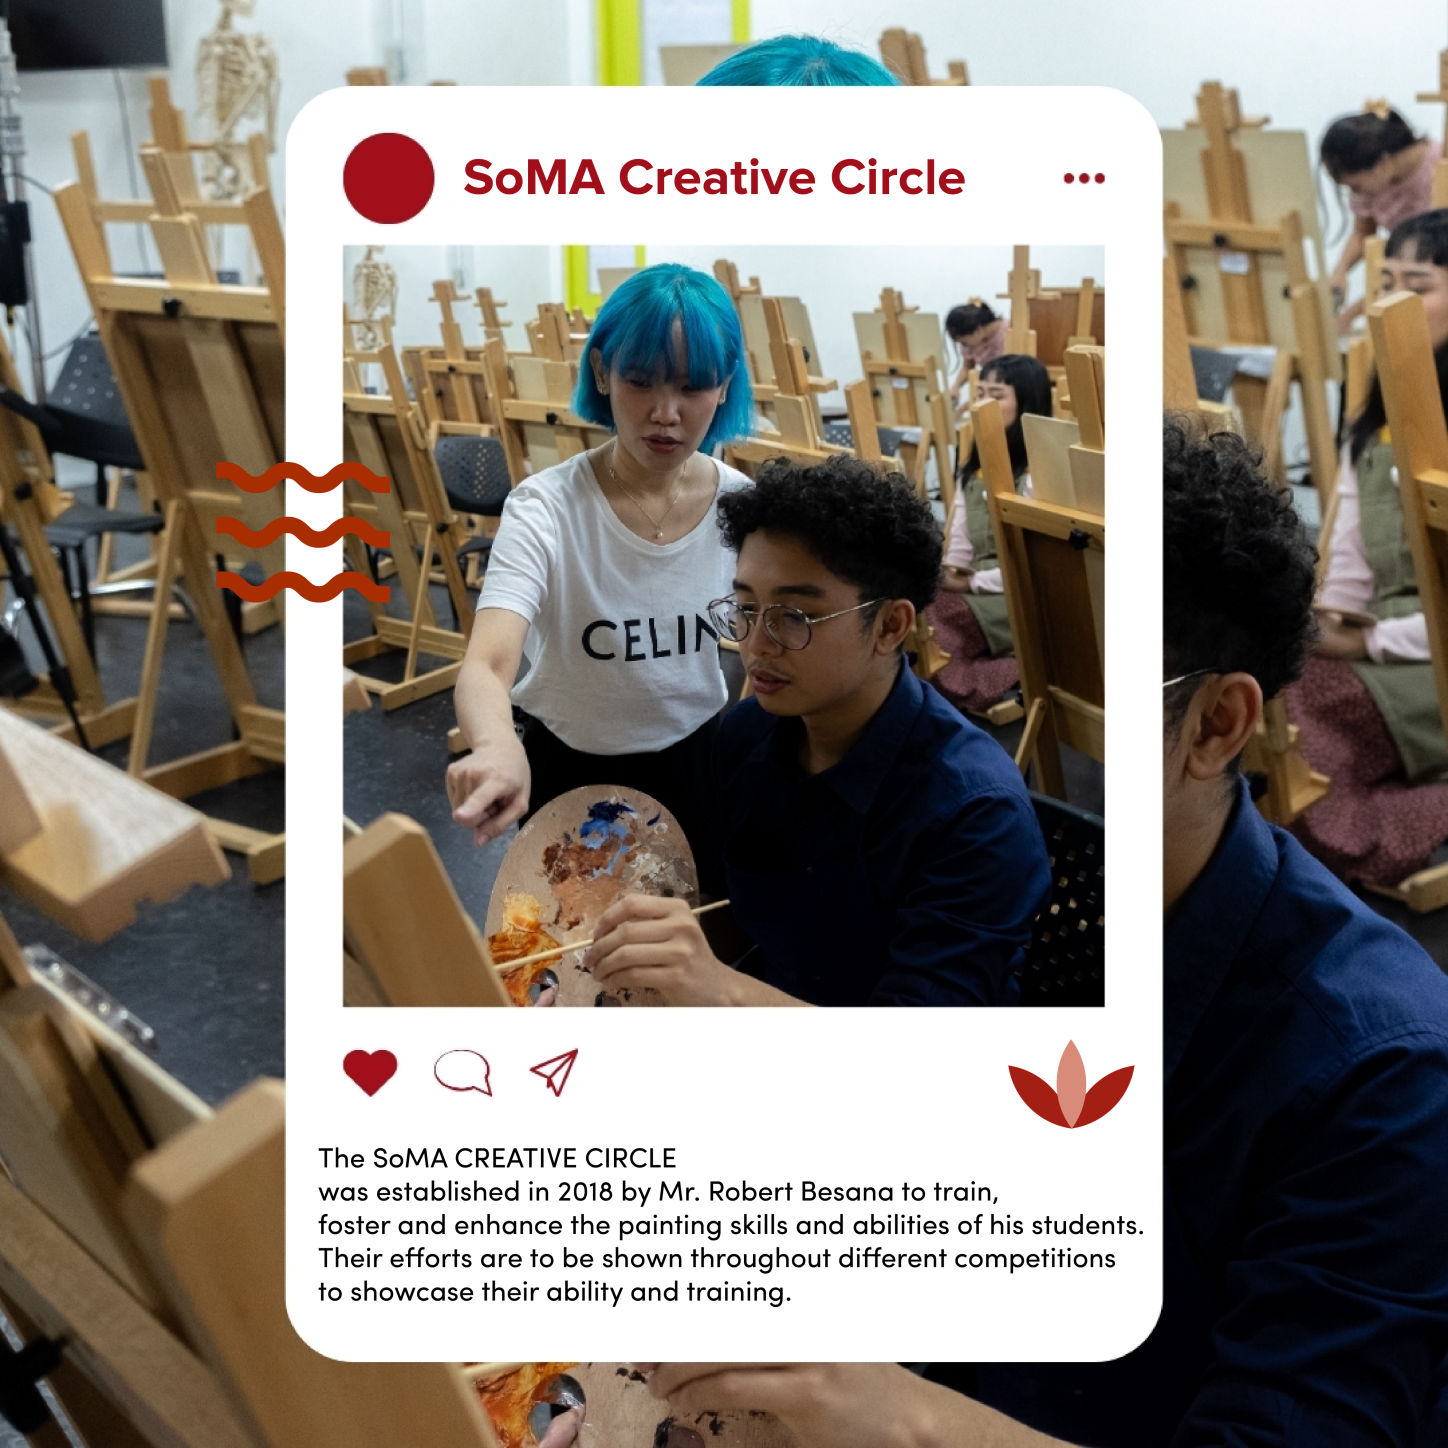 SoMA Creative Circle
CELIN
The SoMA CREATIVE CIRCLE
was established in 2018 by Mr. Robert Besana to train,
foster and enhance the painting skills and abilities of his students.
Their efforts are to be shown throughout different competitions
to showcase their ability and training.